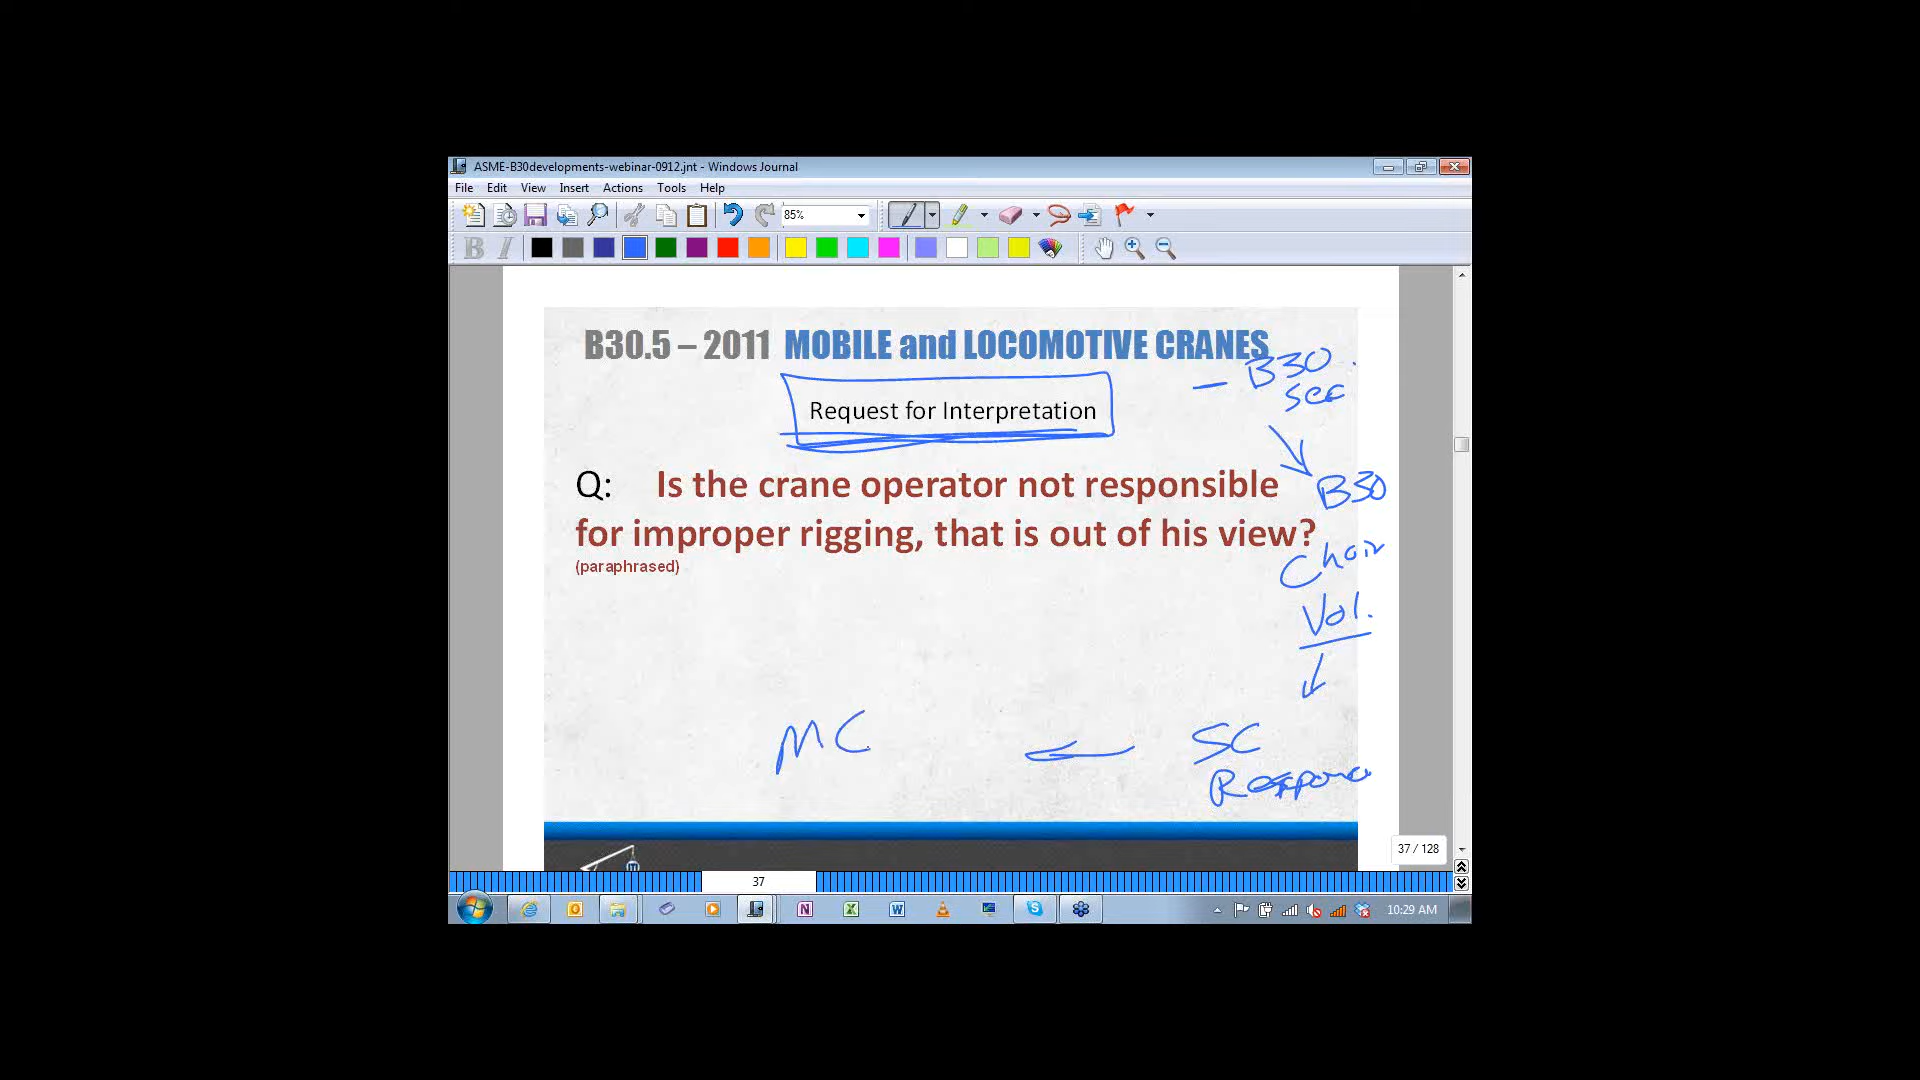 ASME-B30developments-webinar-0912.jnt - Windows Journal
File Edit View Insert Actions Tools Help
85%
B I
B30.5 – 2011 MOBILE and LOCOMOTIVE CRANES
– B30
Sec
Request for Interpretation
Q: Is the crane operator not responsible
for improper rigging, that is out of his view?
(paraphrased)
B30
Chair
Vol.
MC
SC
37 / 128
37
10:29 AM